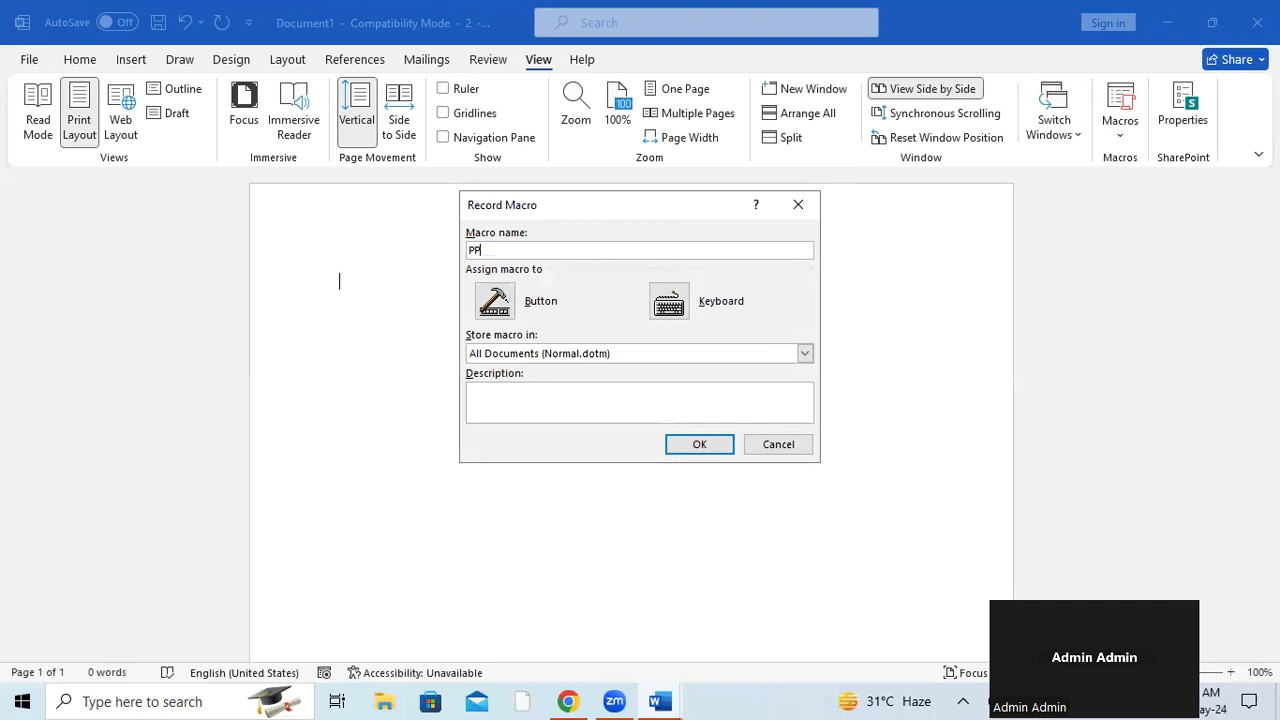 AutoSave Off Document1 - Compatibility Mode - 2 -... Search Sign in
File Home Insert Draw Design Layout References Mailings Review View Help Share
Read Mode
Print Layout
Web Layout
Outline
Draft
Views
Focus
Immersive Reader
Immersive
Vertical
Side to Side
Page Movement
Ruler
Gridlines
Navigation Pane
Show
Zoom
100
100%
One Page
Multiple Pages
Page Width
Zoom
New Window
Arrange All
Split
View Side by Side
Synchronous Scrolling
Reset Window Position
Window
Switch Windows
Macros
Macros
S
Properties
SharePoint
Record Macro ?
Macro name:
PP
Assign macro to
Button Keyboard
Store macro in:
All Documents (Normal.dotm)
Description:
OK Cancel
Admin Admin
Admin Admin
Page 1 of 1 0 words English (United States) Accessibility: Unavailable Focus 100%
Type here to search zm W 31°C Haze AM
ay-24